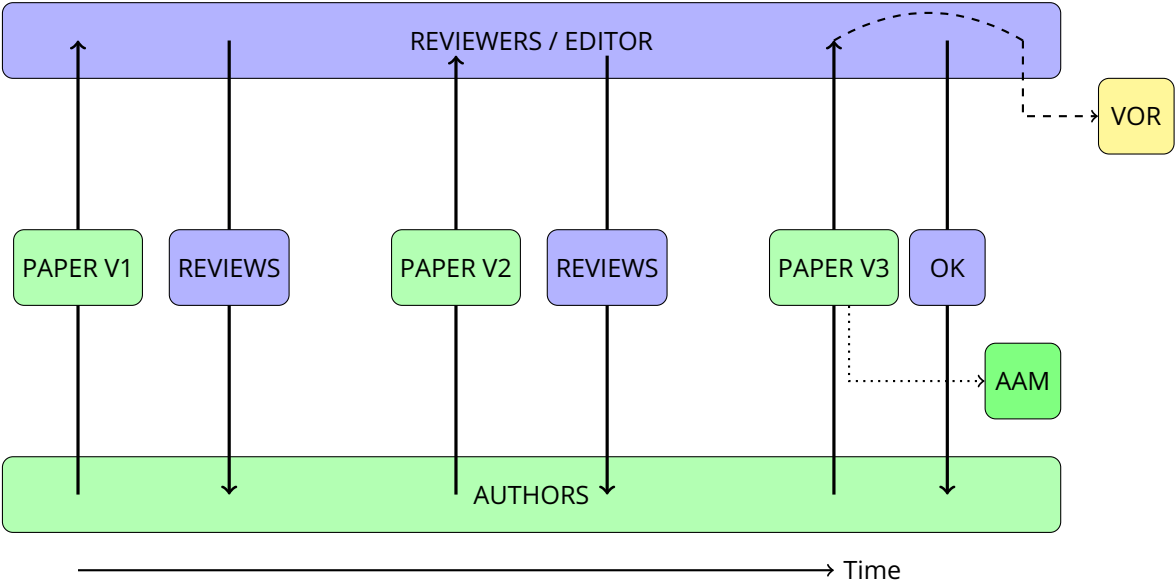 REVIEWERS / EDITOR
VOR
PAPER V1
REVIEWS
PAPER V2
REVIEWS
PAPER V3
OK
AAM
AUTHORS
Time